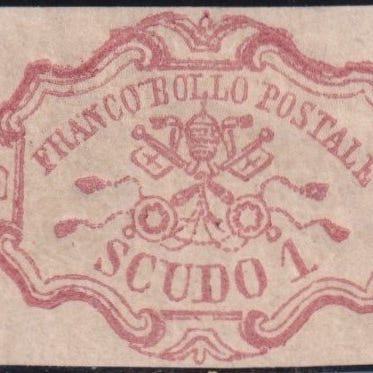 FRANCO BOLLO POSTALE
SCUDO 1